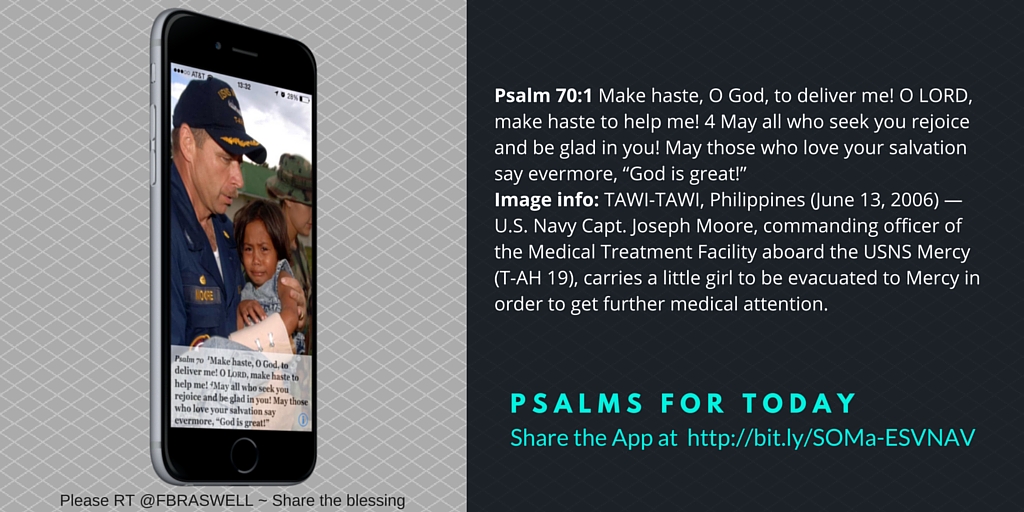 ●●●○○ AT&T
13:32
28%
MOORE
Psalm 70 ¹Make haste, O God, to
deliver me! O LORD, make haste to
help me! ⁴May all who seek you
rejoice and be glad in you! May those
who love your salvation say
evermore, “God is great!”
Please RT @FBRASWELL ~ Share the blessing
Psalm 70:1 Make haste, O God, to deliver me! O LORD,
make haste to help me! 4 May all who seek you rejoice
and be glad in you! May those who love your salvation
say evermore, “God is great!”
Image info: TAWI-TAWI, Philippines (June 13, 2006) —
U.S. Navy Capt. Joseph Moore, commanding officer of
the Medical Treatment Facility aboard the USNS Mercy
(T-AH 19), carries a little girl to be evacuated to Mercy in
order to get further medical attention.
PSALMS FOR TODAY
Share the App at http://bit.ly/SOMa-ESVNAV